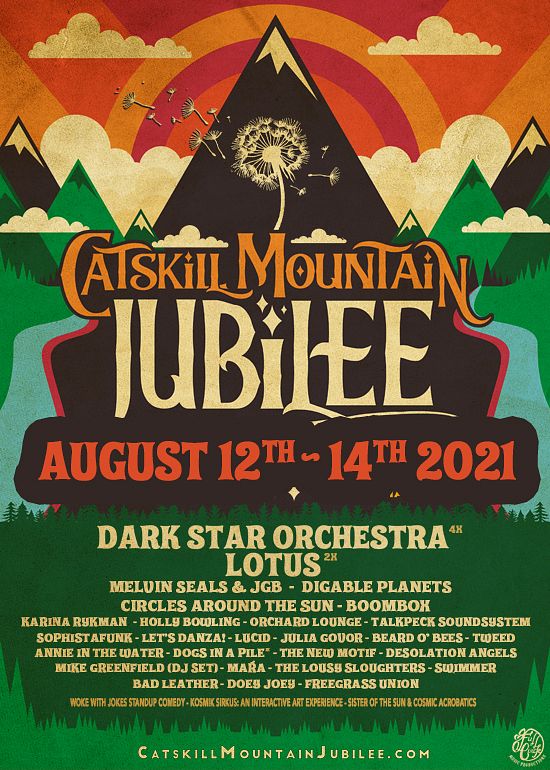 CATSKILL MOUNTAIN
JUBILEE
AUGUST 12TH ~ 14TH 2021
DARK STAR ORCHESTRA 4X
LOTUS 2X
MELVIN SEALS & JGB - DIGABLE PLANETS
CIRCLES AROUND THE SUN - BOOMBOX
KARINA RYKMAN - HOLLY BOWLING - ORCHARD LOUNGE - TALKPECK SOUNDSYSTEM
SOPHISTAFUNK - LET'S DANZA! - LUCID - JULIA GOVOR - BEARD O' BEES - TWEED
ANNIE IN THE WATER - DOGS IN A PILE* - THE NEW MOTIF - DESOLATION ANGELS
MIKE GREENFIELD (DJ SET) - MAŔA - THE LOUSY SLOUGHTERS - SWIMMER
BAD LEATHER - DOEY JOEY - FREEGRASS UNION
WOKE WITH JOKES STANDUP COMEDY - KOSMIK SIRKUS: AN INTERACTIVE ART EXPERIENCE - SISTER OF THE SUN & COSMIC ACROBATICS
CATSKILLMOUNTAINJUBILEE.COM